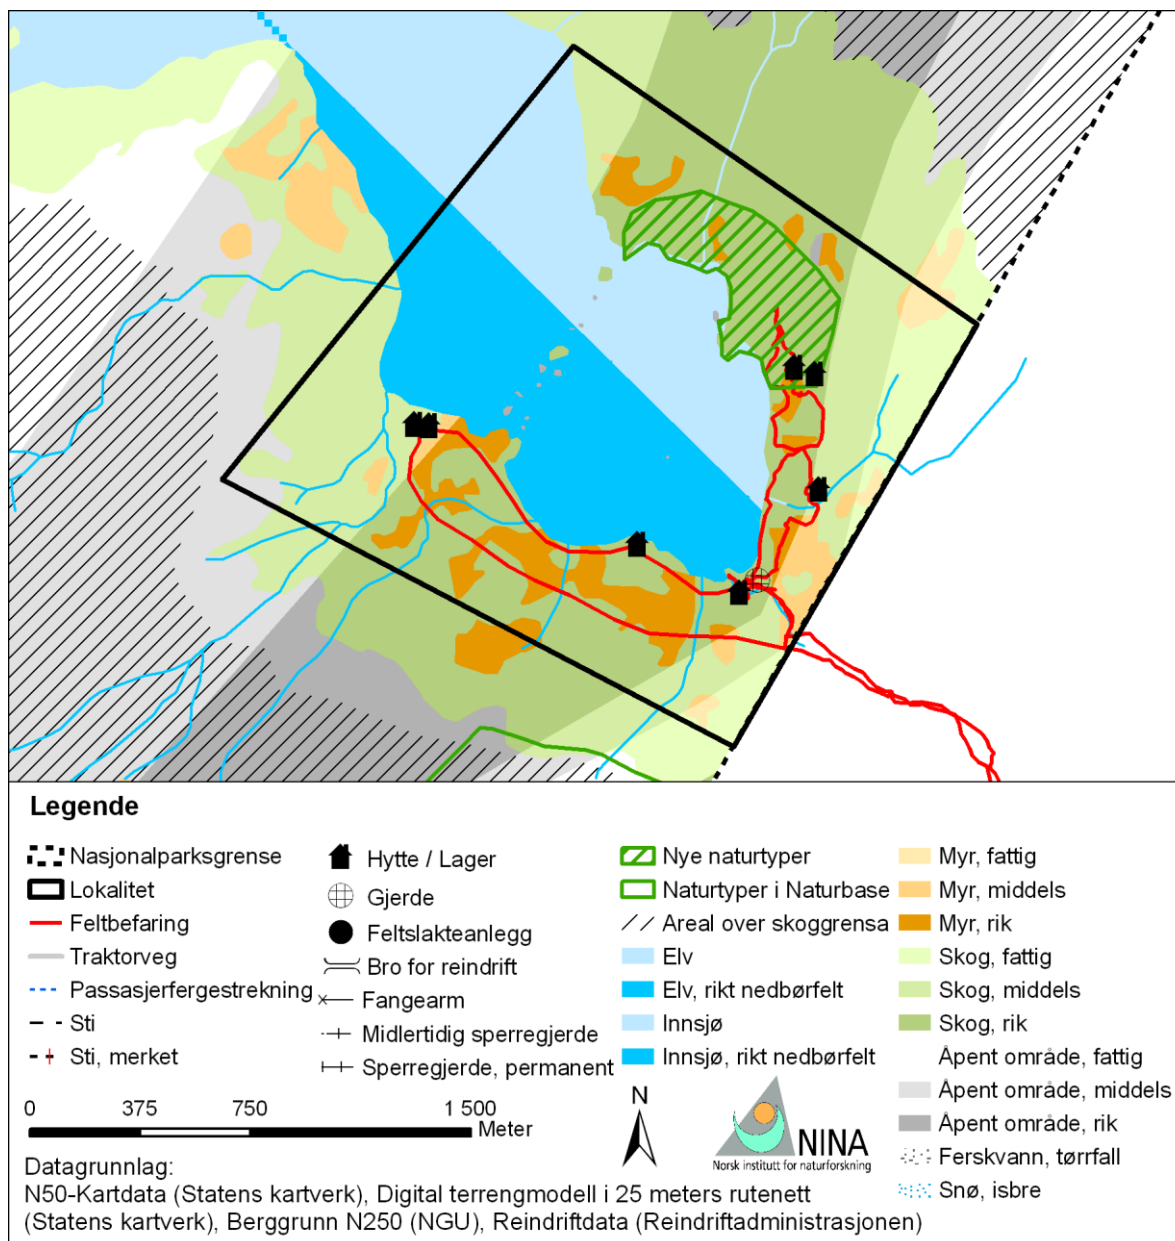 Legende
Nasjonalparksgrense
Lokalitet
Feltbefaring
Traktorveg
Passasjerfergestrekning
Sti
Sti, merket
Hytte / Lager
Gjerde
Feltslakteanlegg
Bro for reindrift
Fangearm
Midlertidig sperregjerde
Sperregjerde, permanent
Nye naturtyper
Naturtyper i Naturbase
Areal over skoggrensa
Elv
Elv, rikt nedbørfelt
Innsjø
Innsjø, rikt nedbørfelt
Myr, fattig
Myr, middels
Myr, rik
Skog, fattig
Skog, middels
Skog, rik
Åpent område, fattig
Åpent område, middels
Åpent område, rik
Ferskvann, tørrfall
Snø, isbre
0 375 750 1 500
Meter
N
NINA
Norsk institutt for naturforskning
Datagrunnlag:
N50-Kartdata (Statens kartverk), Digital terrengmodell i 25 meters rutenett
(Statens kartverk), Berggrunn N250 (NGU), Reindriftdata (Reindriftadministrasjonen)